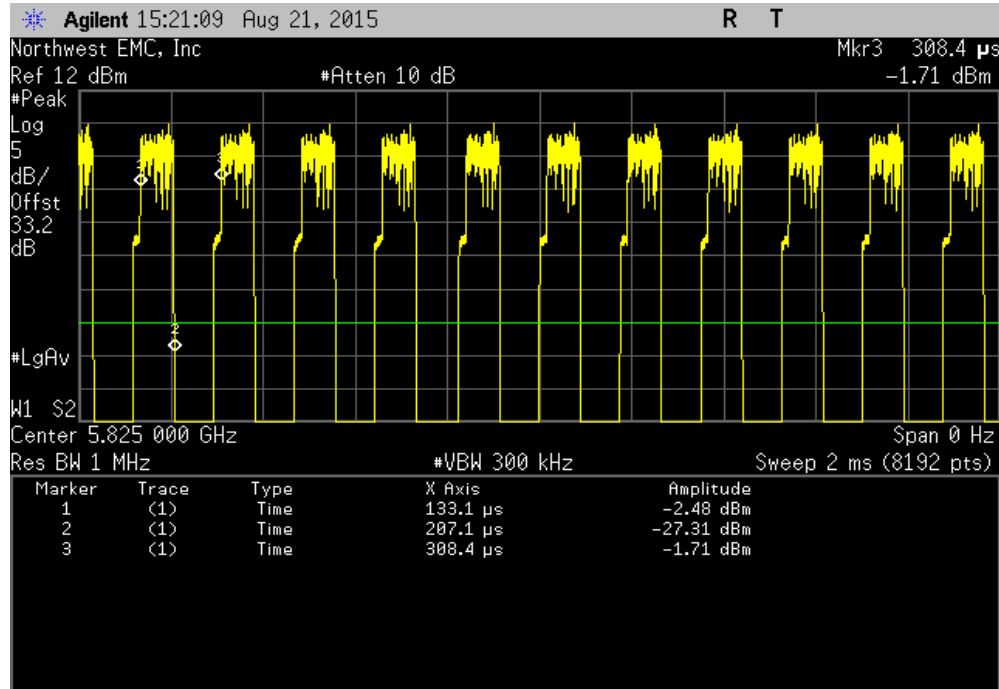 Agilent 15:21:09 Aug 21, 2015 R T
Northwest EMC, Inc Mkr3 308.4 µs
Ref 12 dBm #Atten 10 dB -1.71 dBm
#Peak
Log
5
dB/
Offst
33.2
dB
1
3
2
#LgAv
W1 S2
Center 5.825 000 GHz Span 0 Hz
Res BW 1 MHz #VBW 300 kHz Sweep 2 ms (8192 pts)
Marker Trace Type X Axis Amplitude
1 (1) Time 133.1 µs -2.48 dBm
2 (1) Time 207.1 µs -27.31 dBm
3 (1) Time 308.4 µs -1.71 dBm